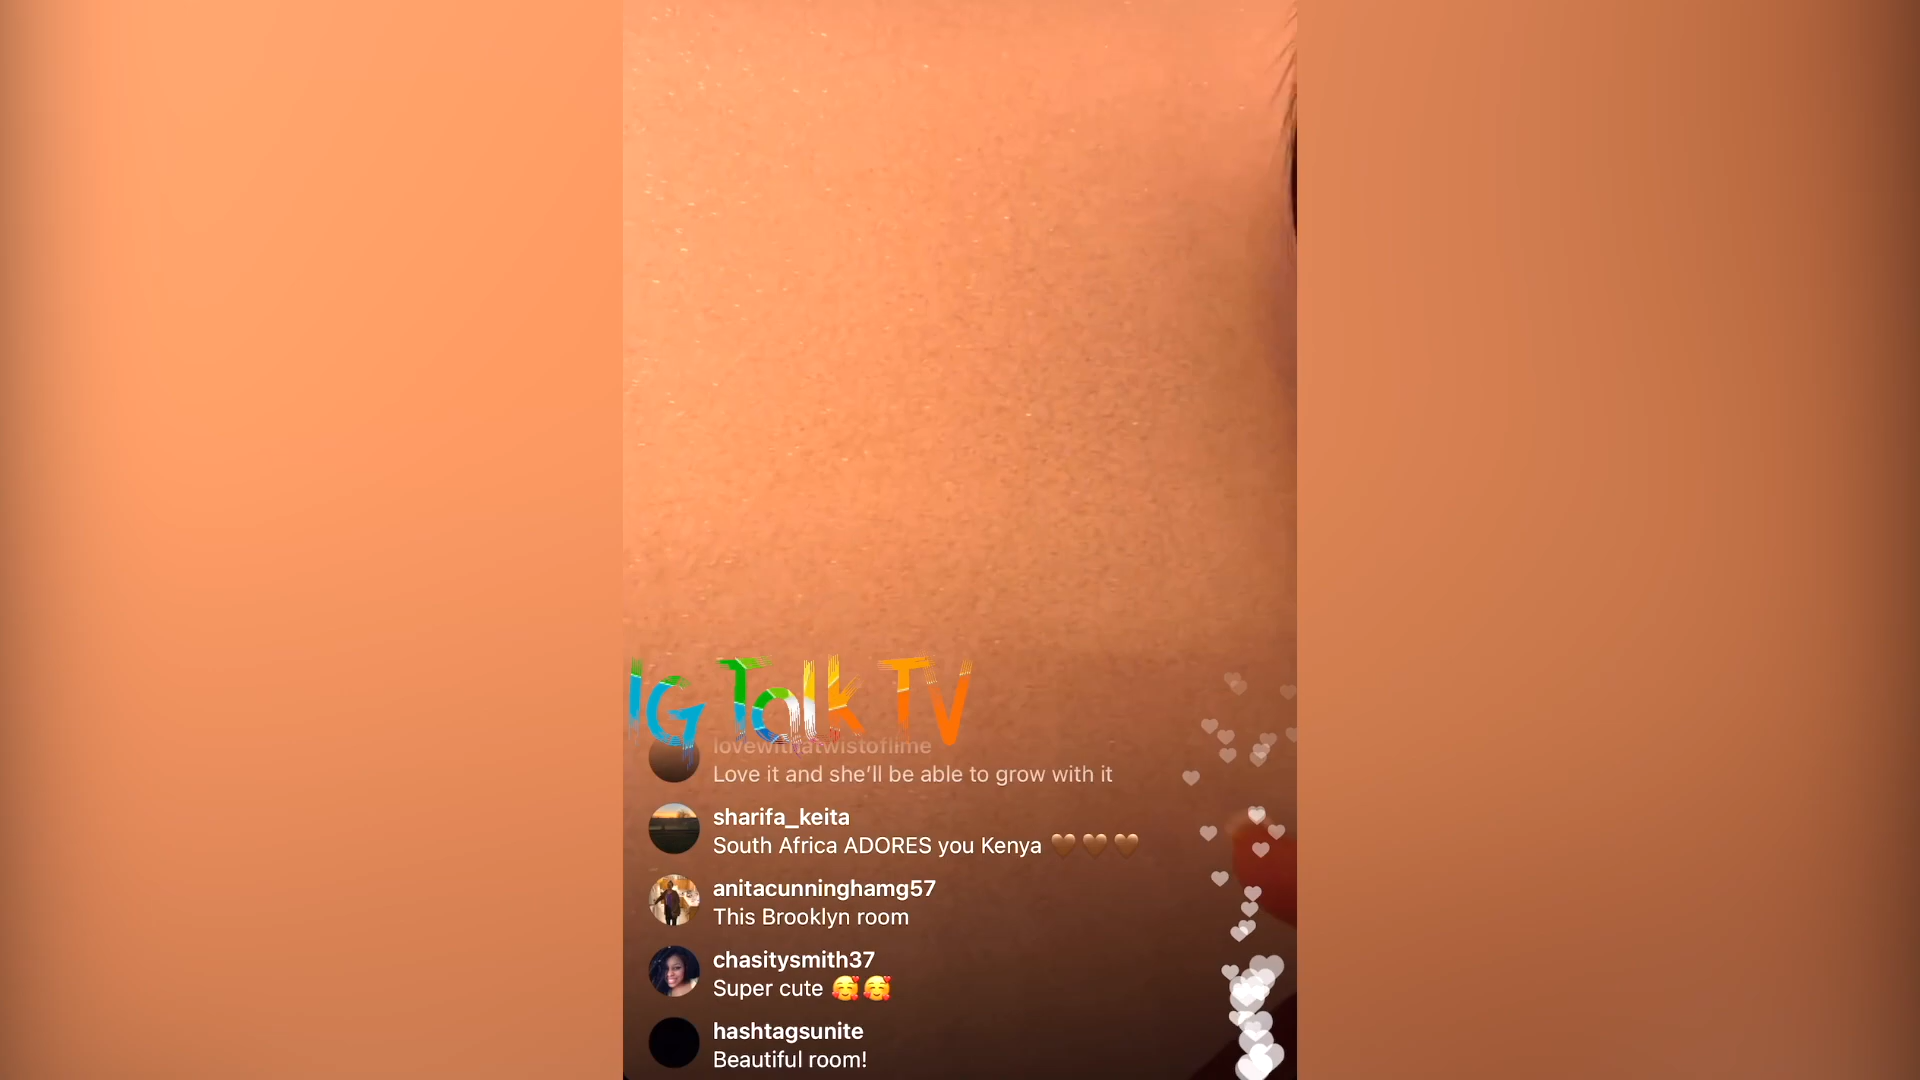 IG Talk TV
lovewithatwistoflime
Love it and she’ll be able to grow with it
sharifa_keita
South Africa ADORES you Kenya 🤎🤎🤎
anitacunninghamg57
This Brooklyn room
chasitysmith37
Super cute 🥰🥰
hashtagsunite
Beautiful room!